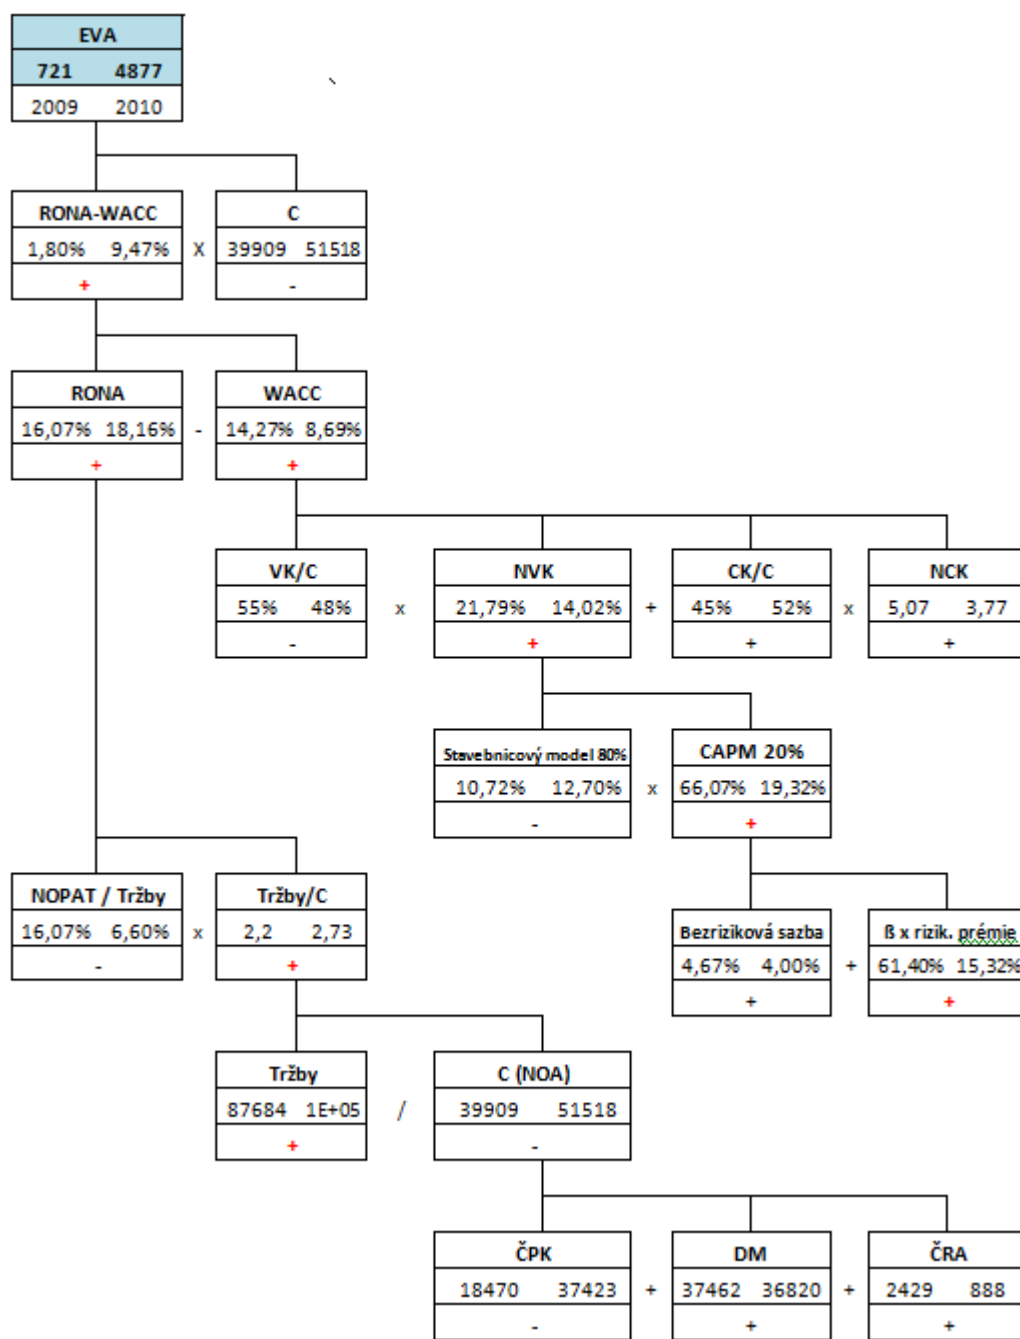 EVA
721 4877
2009 2010
RONA-WACC C
1,80% 9,47% X 39909 51518
+ -
RONA WACC
16,07% 18,16% - 14,27% 8,69%
+ +
VK/C NVK CK/C NCK
55% 48% x 21,79% 14,02% + 45% 52% x 5,07 3,77
- + + +
Stavebnicový model 80% CAPM 20%
10,72% 12,70% x 66,07% 19,32%
- +
NOPAT / Tržby Tržby/C Bezriziková sazba ß x rizik. prémie
16,07% 6,60% x 2,2 2,73 4,67% 4,00% + 61,40% 15,32%
- + + +
Tržby C (NOA)
87684 1E+05 / 39909 51518
+ -
ČPK DM ČRA
18470 37423 + 37462 36820 + 2429 888
- + +